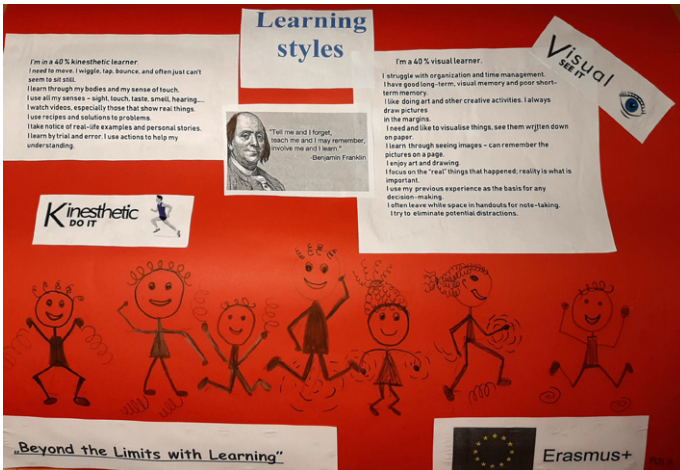 Learning
styles
I'm in a 40 % kinesthetic learner.
I need to move. I wiggle, tap, bounce, and often just can't
seem to sit still.
I learn through my bodies and my sense of touch.
I use all my senses – sight, touch, taste, smell, hearing....
I watch videos, especially those that show real things.
I use recipes and solutions to problems.
I take notice of real-life examples and personal stories.
I learn by trial and error. I use actions to help my
understanding.
"Tell me and I forget,
teach me and I may remember,
involve me and I learn."
-Benjamin Franklin
I'm a 40 % visual learner.
I struggle with organization and time management.
I have good long-term, visual memory and poor short-
term memory.
I like doing art and other creative activities. I always
draw pictures
in the margins.
I need and like to visualise things, see them written down
on paper.
I learn through seeing images – can remember the
pictures on a page.
I enjoy art and drawing.
I focus on the "real" things that happened; reality is what is
important.
I use my previous experience as the basis for any
decision-making.
I often leave white space in handouts for note-taking.
I try to eliminate potential distractions.
Visual
SEE IT
Kinesthetic
DO IT
„Beyond the Limits with Learning"
Erasmus+